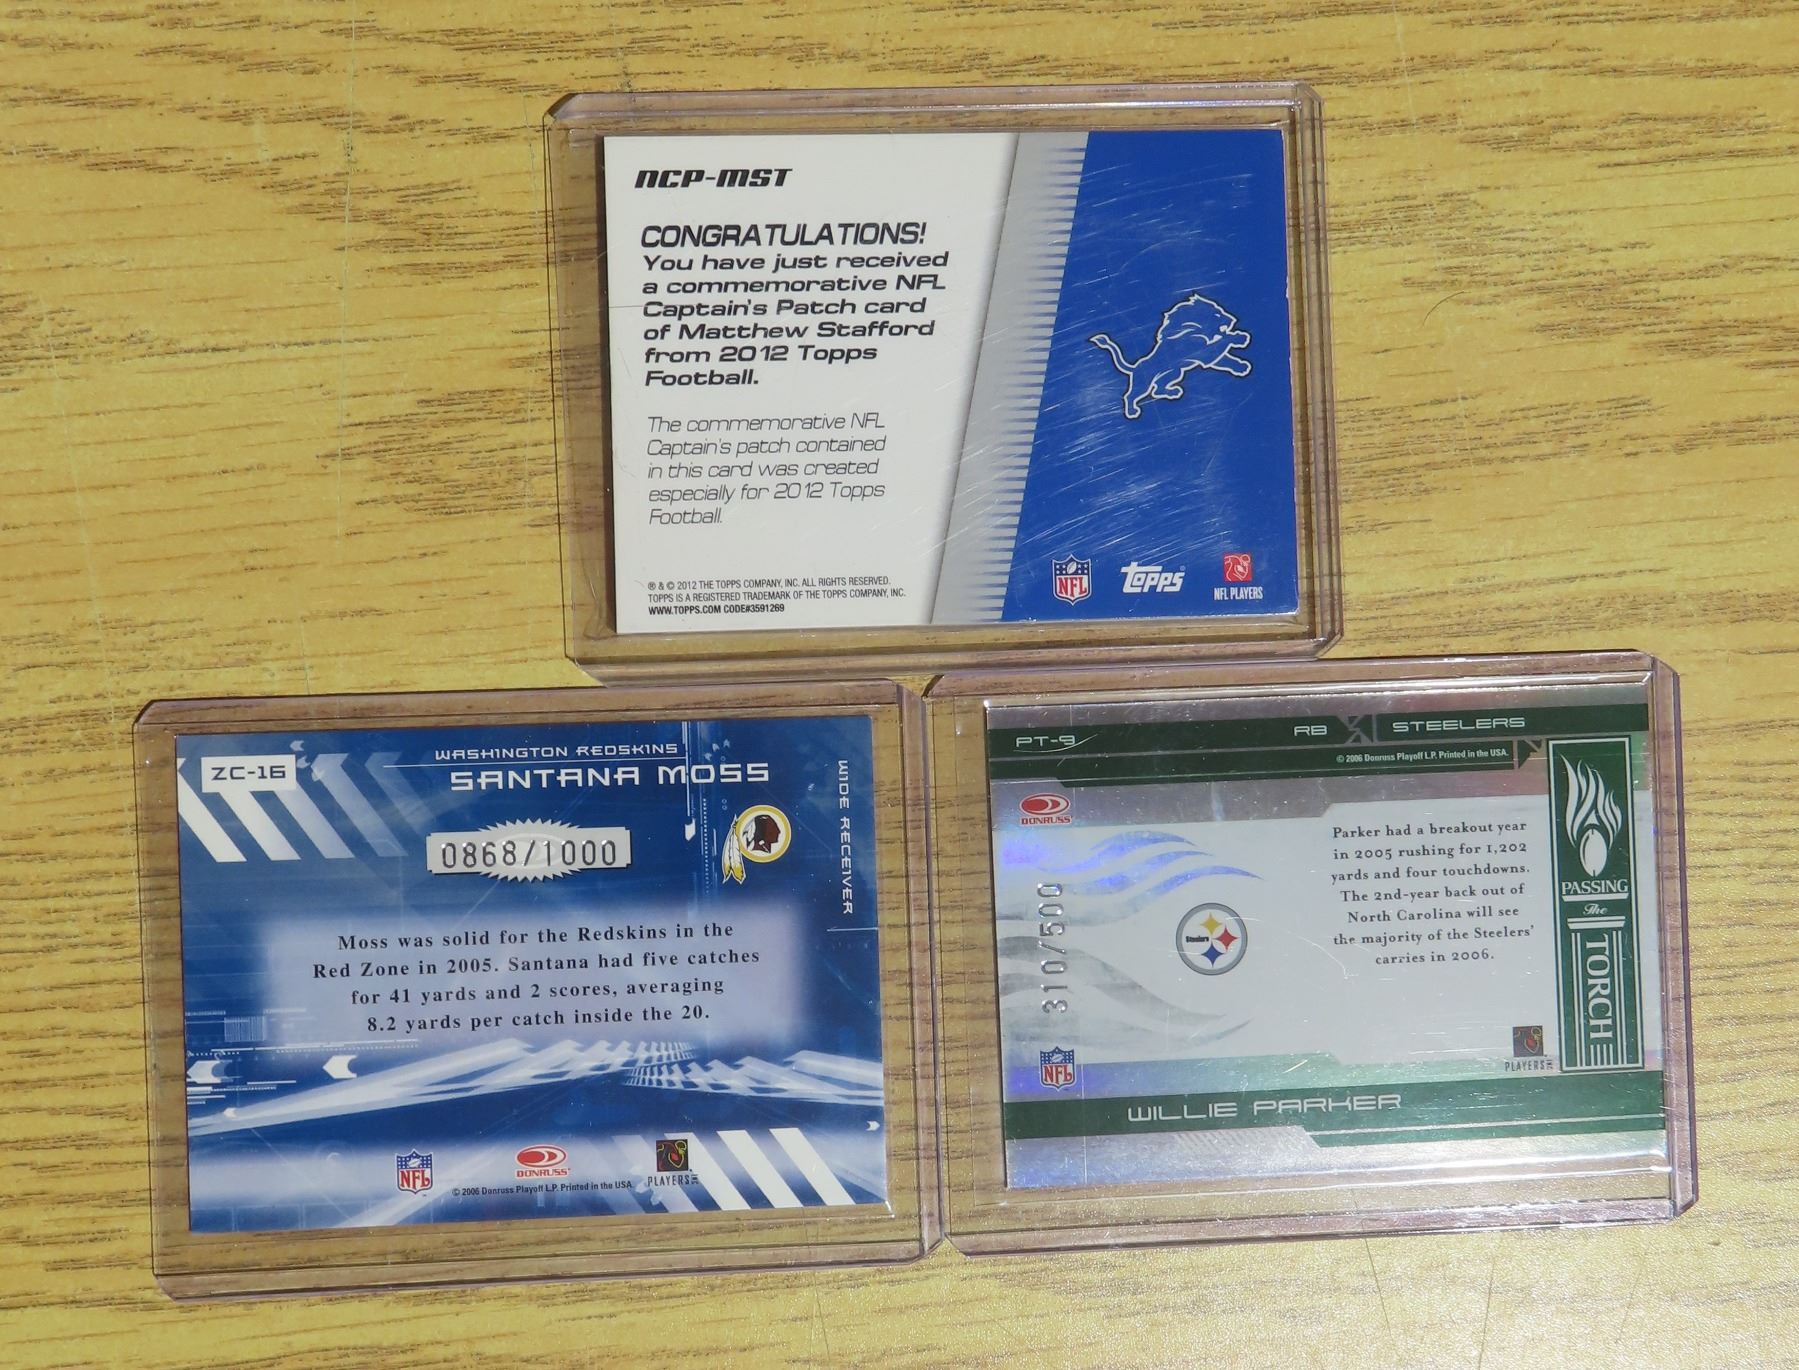 NCP-MST
CONGRATULATIONS!
You have just received
a commemorative NFL
Captain's Patch card
of Matthew Stafford
from 2012 Topps
Football.
The commemorative NFL
Captain's patch contained
in this card was created
especially for 2012 Topps
Football.
® & © 2012 THE TOPPS COMPANY, INC. ALL RIGHTS RESERVED.
TOPPS IS A REGISTERED TRADEMARK OF THE TOPPS COMPANY, INC.
WWW.TOPPS.COM CODE#3591269
NFL
Topps
NFL PLAYERS
ZC-16
WASHINGTON REDSKINS
SANTANA MOSS
WIDE RECEIVER
0868/1000
Moss was solid for the Redskins in the
Red Zone in 2005. Santana had five catches
for 41 yards and 2 scores, averaging
8.2 yards per catch inside the 20.
NFL
DONRUSS
© 2006 Donruss Playoff L.P. Printed in the USA.
PLAYERS
PT-9
RB
STEELERS
© 2006 Donruss Playoff L.P. Printed in the USA.
DONRUSS
310/500
Steelers
Parker had a breakout year
in 2005 rushing for 1,202
yards and four touchdowns.
The 2nd-year back out of
North Carolina will see
the majority of the Steelers'
carries in 2006.
PASSING
The
TORCH
NFL
PLAYERS
WILLIE PARKER